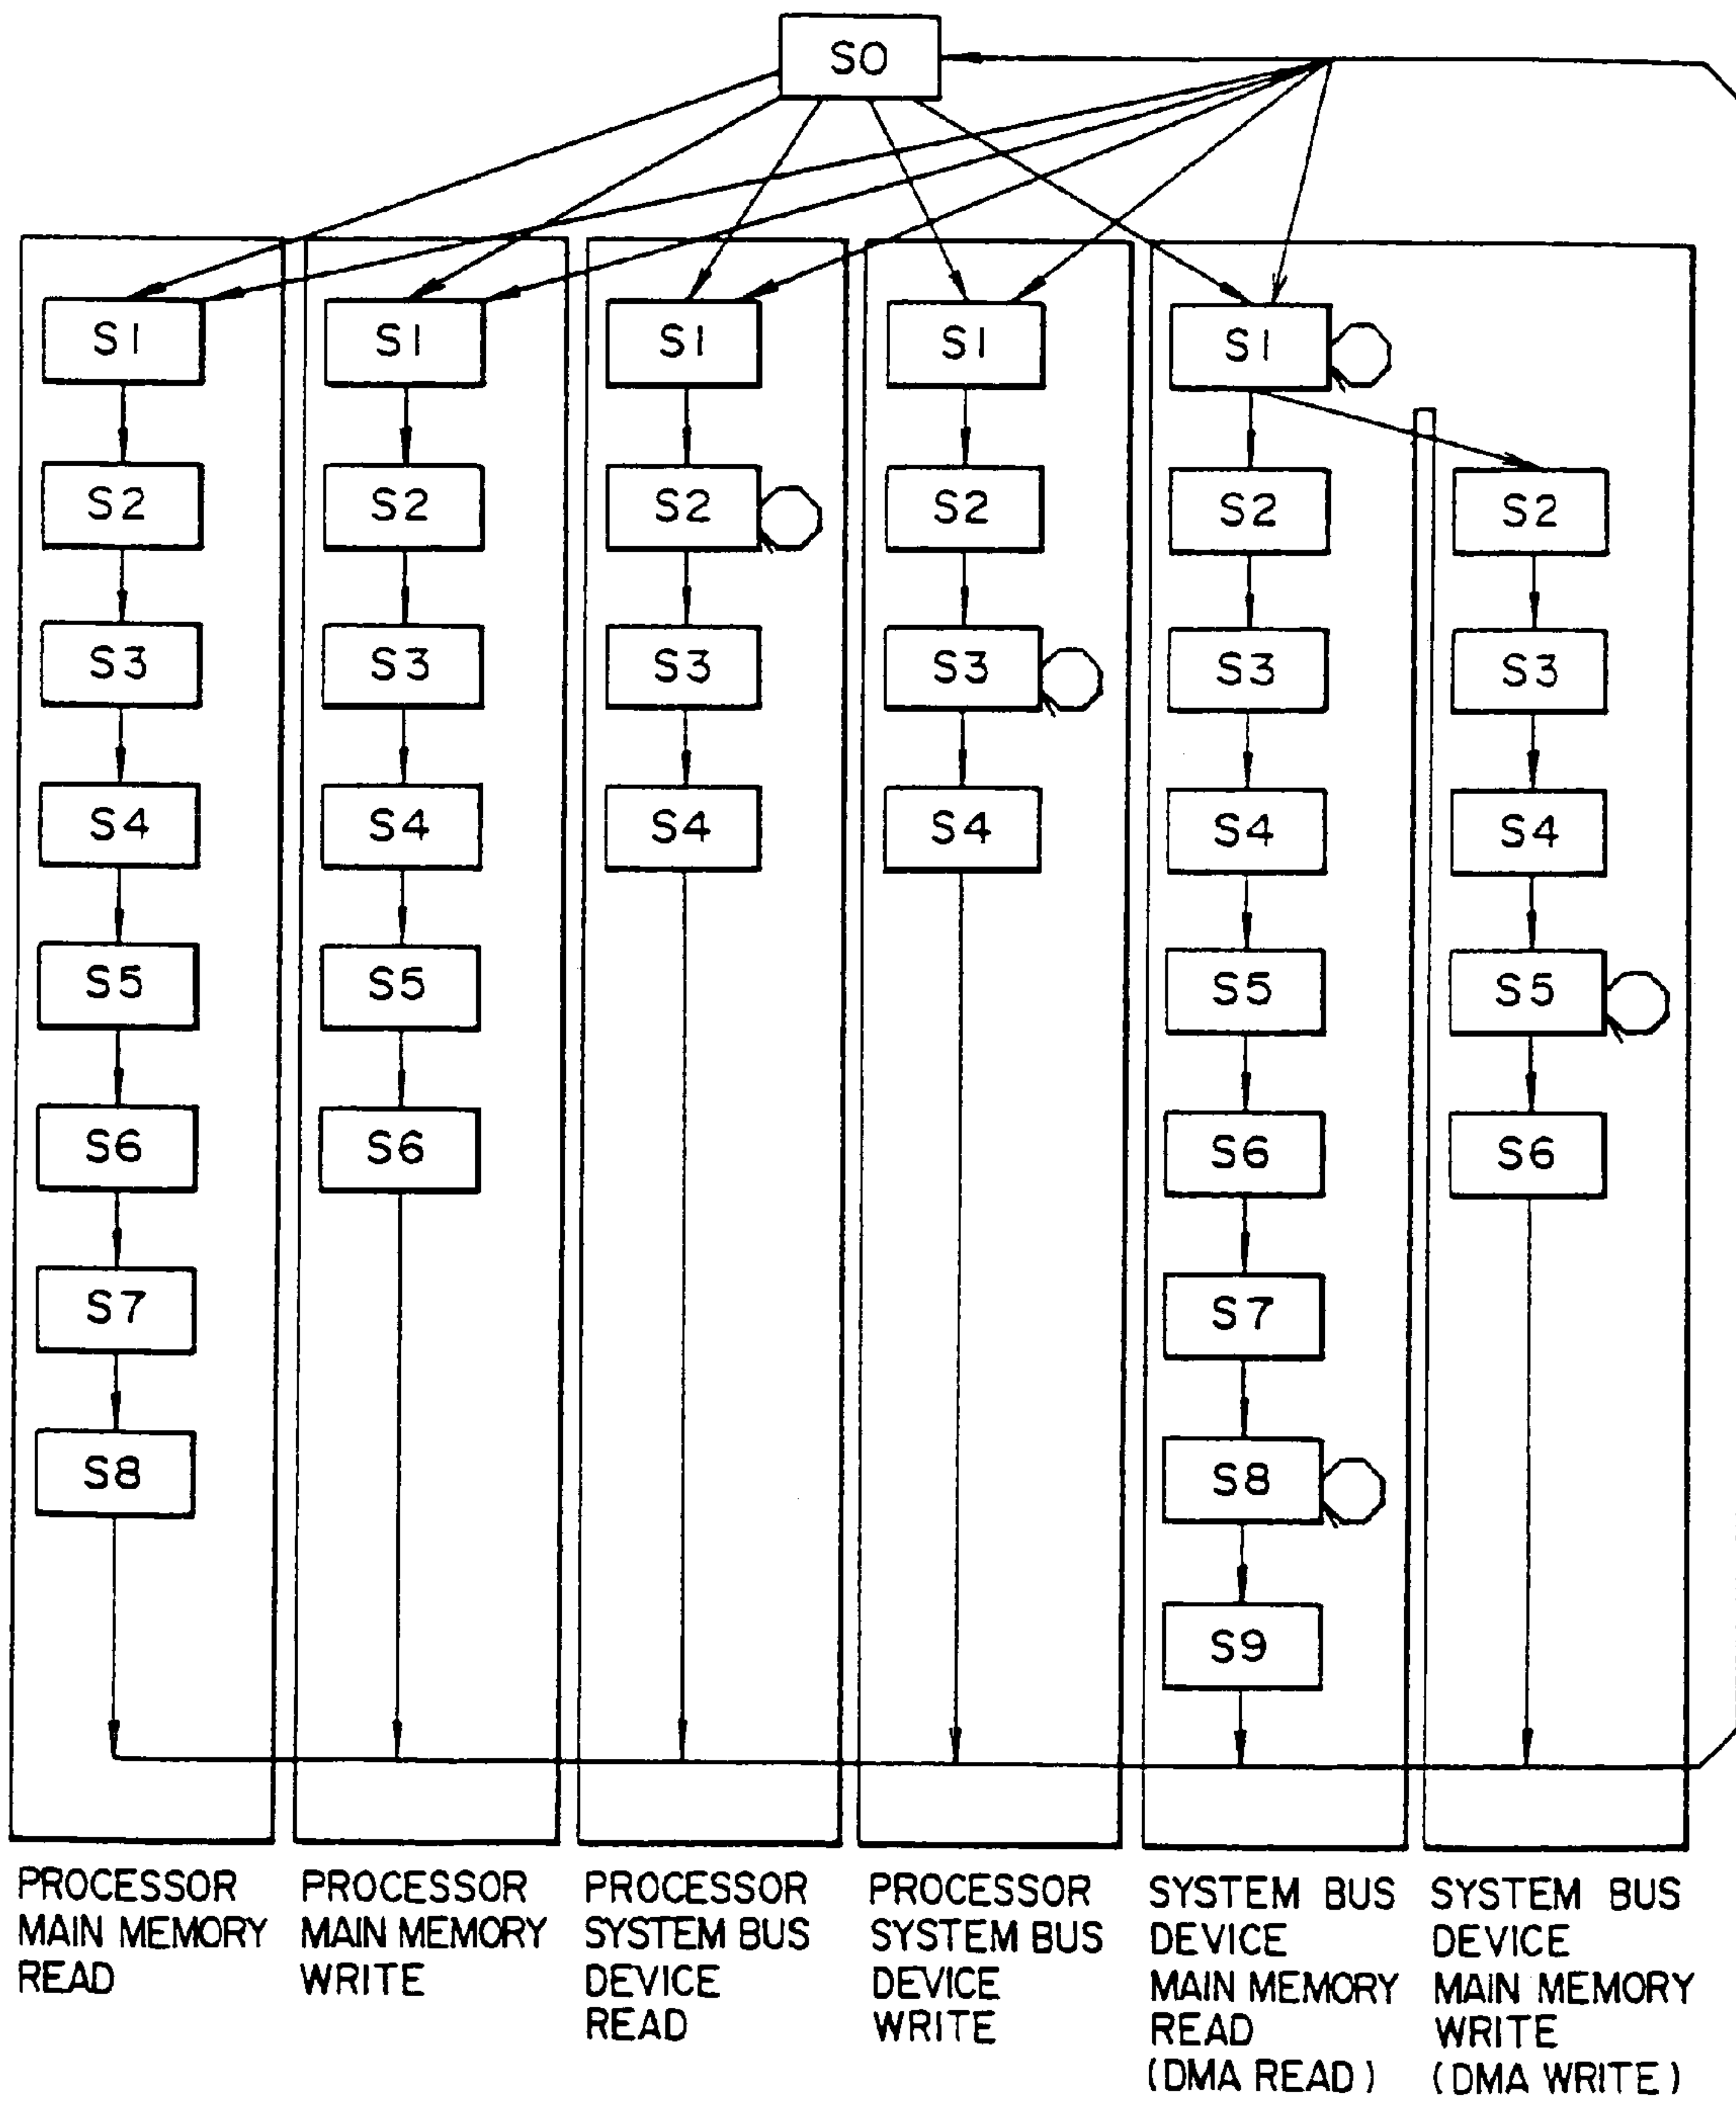 S0
S1
S2
S3
S4
S5
S6
S7
S8
PROCESSOR
MAIN MEMORY
READ
S1
S2
S3
S4
S5
S6
PROCESSOR
MAIN MEMORY
WRITE
S1
S2
S3
S4
PROCESSOR
SYSTEM BUS
DEVICE
READ
S1
S2
S3
S4
PROCESSOR
SYSTEM BUS
DEVICE
WRITE
S1
S2
S3
S4
S5
S6
S7
S8
S9
SYSTEM BUS
DEVICE
MAIN MEMORY
READ
(DMA READ)
S2
S3
S4
S5
S6
SYSTEM BUS
DEVICE
MAIN MEMORY
WRITE
(DMA WRITE)